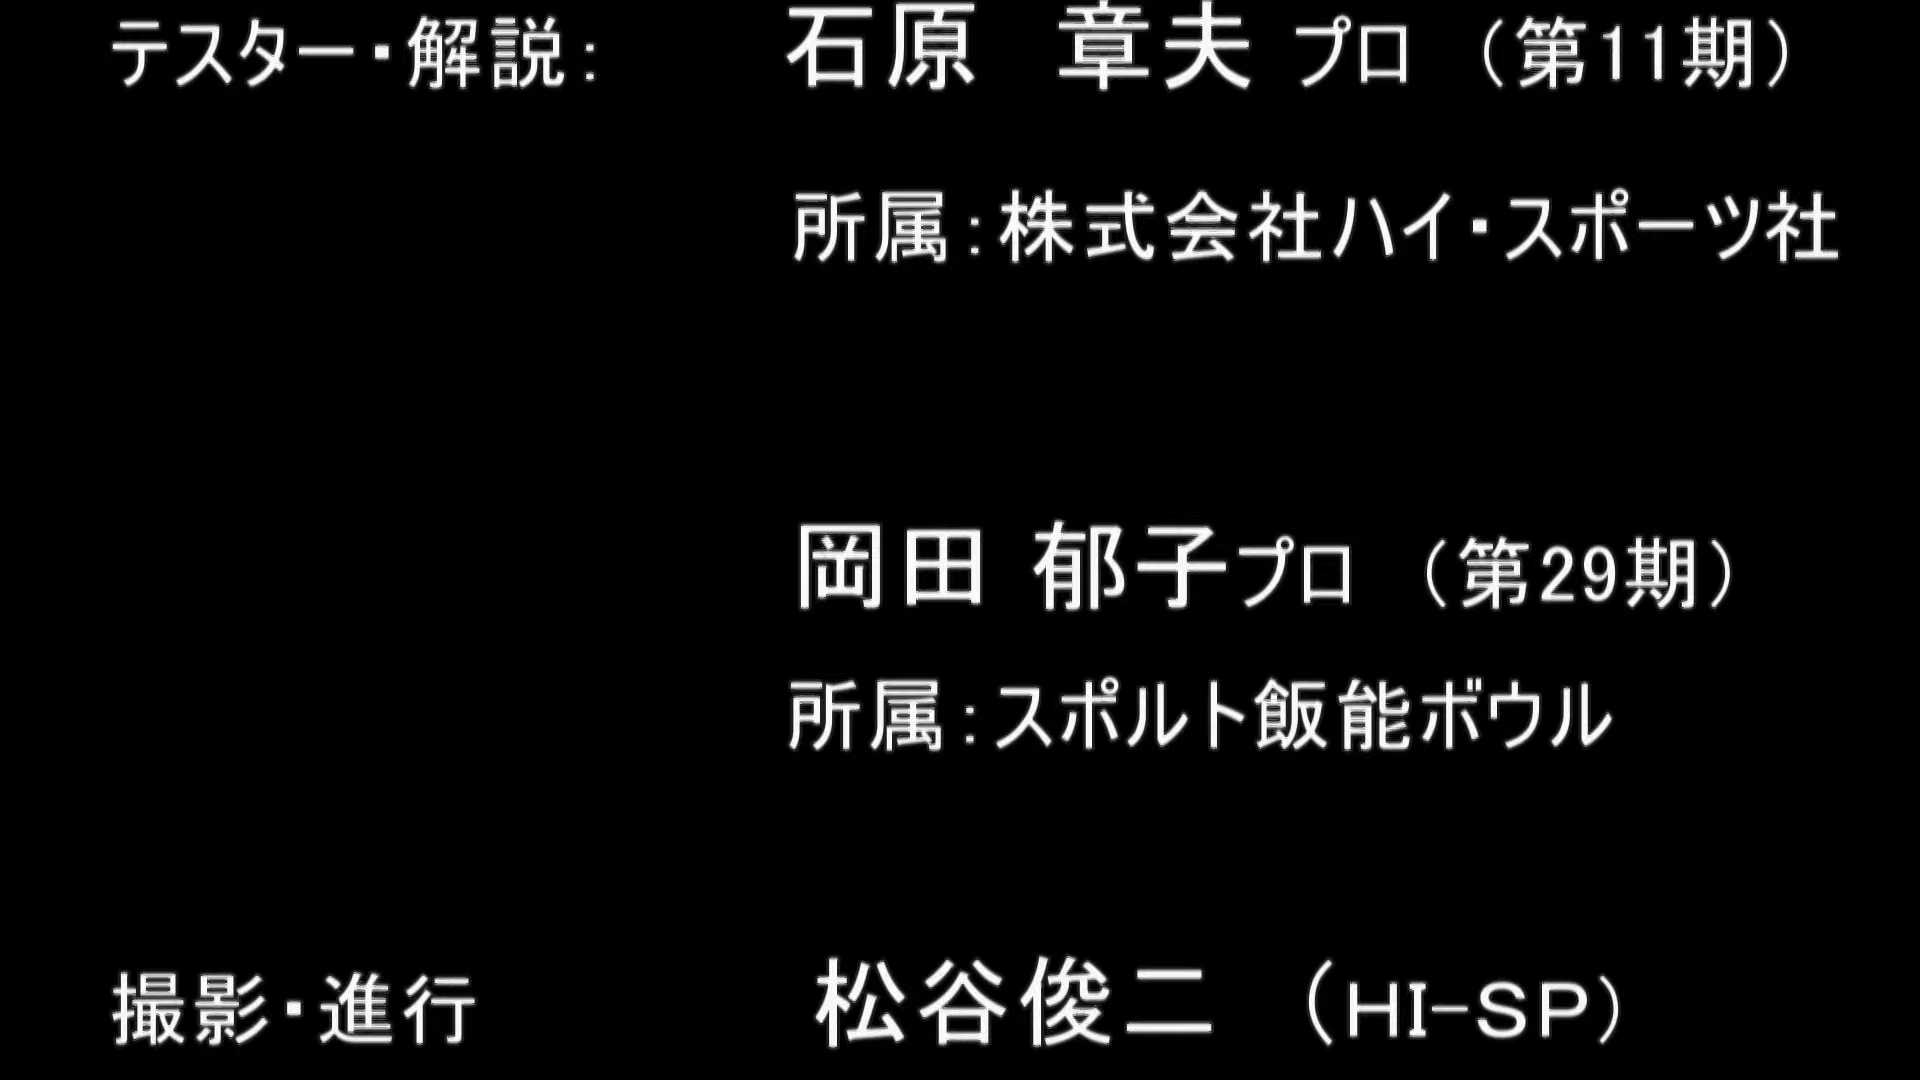 テスター・解説： 石原　章夫 プロ （第11期）
所属：株式会社ハイ・スポーツ社
岡田 郁子プロ （第29期）
所属：スポルト飯能ボウル
撮影・進行 松谷俊二 （HI-SP）